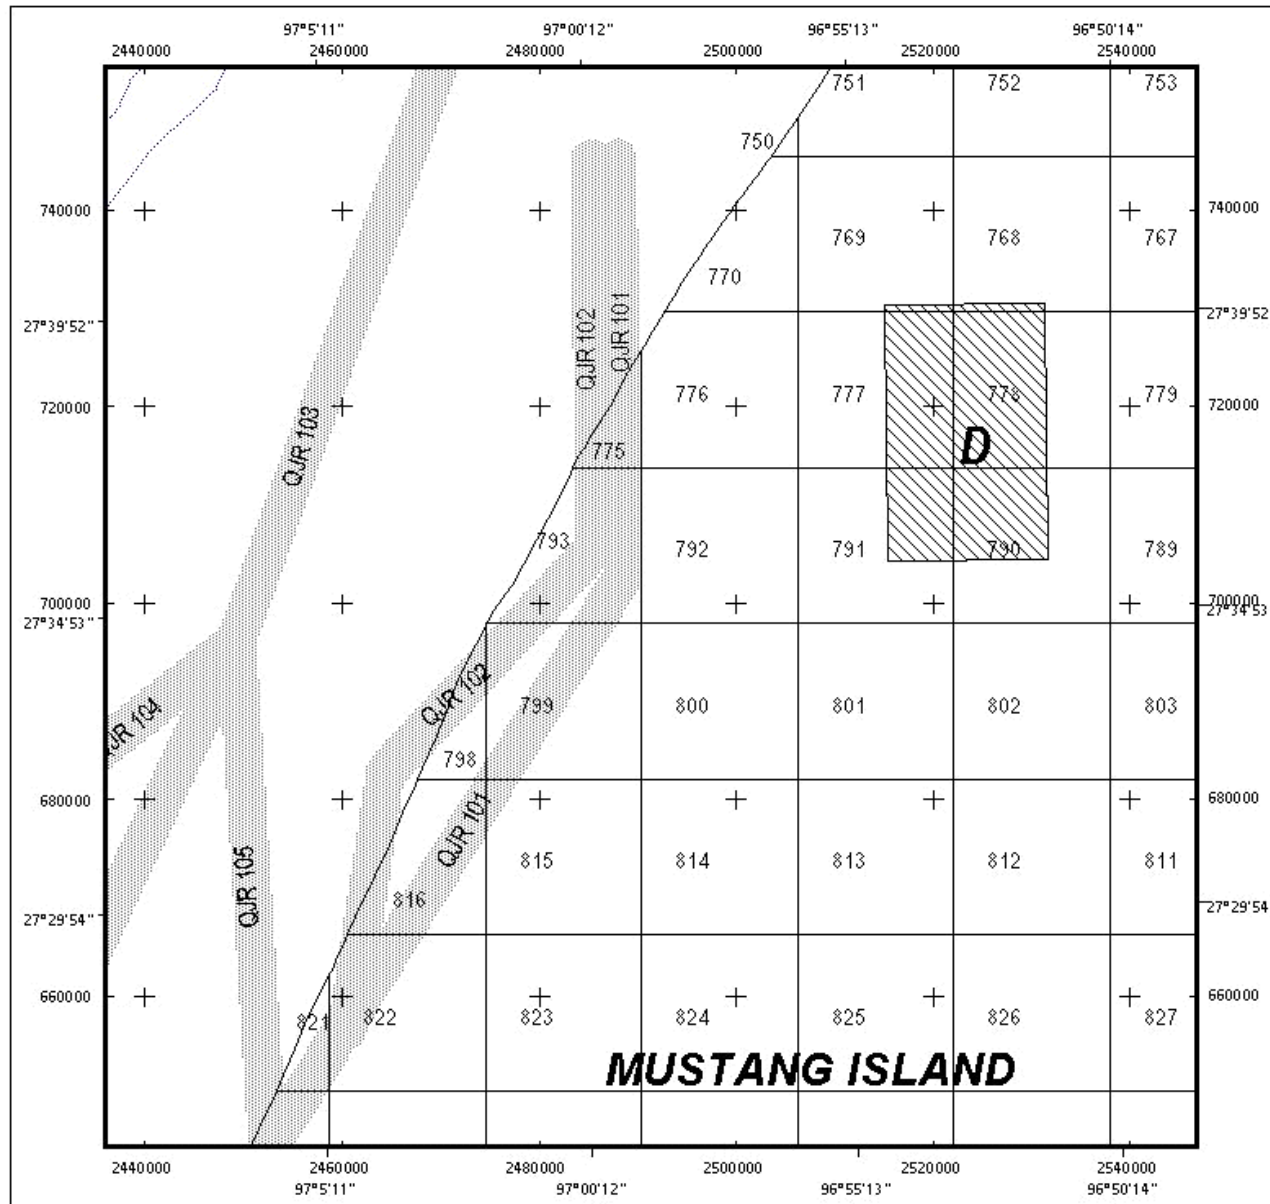 97°5'11" 97°00'12" 96°55'13" 96°50'14"
2440000 2460000 2480000 2500000 2520000 2540000
751 752 753
750
740000 740000
769 768 767
770
27°39'52" 27°39'52
QJR 102
QJR 101
776 777 778 779
720000 720000
QJR 103
D
775
793 792 791 790 789
700000 700000
27°34'53" 27°34'53
QJR 102
799 800 801 802 803
QJR 104
798
680000 680000
QJR 101
815 814 813 812 811
QJR 105
816
27°29'54" 27°29'54
660000 660000
821 822 823 824 825 826 827
MUSTANG ISLAND
2440000 2460000 2480000 2500000 2520000 2540000
97°5'11" 97°00'12" 96°55'13" 96°50'14"